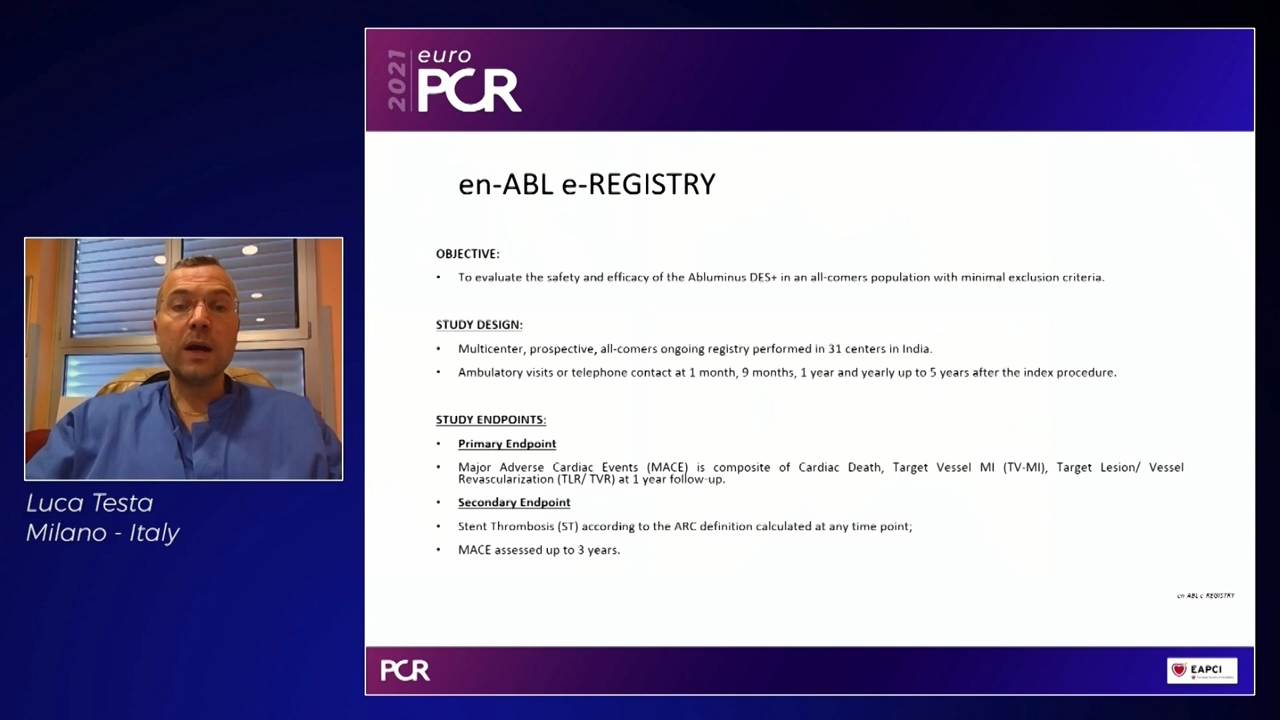 2021
euro
PCR
en-ABL e-REGISTRY
OBJECTIVE:
• To evaluate the safety and efficacy of the Abluminus DES+ in an all-comers population with minimal exclusion criteria.
STUDY DESIGN:
• Multicenter, prospective, all-comers ongoing registry performed in 31 centers in India.
• Ambulatory visits or telephone contact at 1 month, 9 months, 1 year and yearly up to 5 years after the index procedure.
STUDY ENDPOINTS:
• Primary Endpoint
• Major Adverse Cardiac Events (MACE) is composite of Cardiac Death, Target Vessel MI (TV-MI), Target Lesion/ Vessel
Revascularization (TLR/ TVR) at 1 year follow-up.
• Secondary Endpoint
• Stent Thrombosis (ST) according to the ARC definition calculated at any time point;
• MACE assessed up to 3 years.
Luca Testa
Milano - Italy
en ABL e REGISTRY
PCR
EAPCI